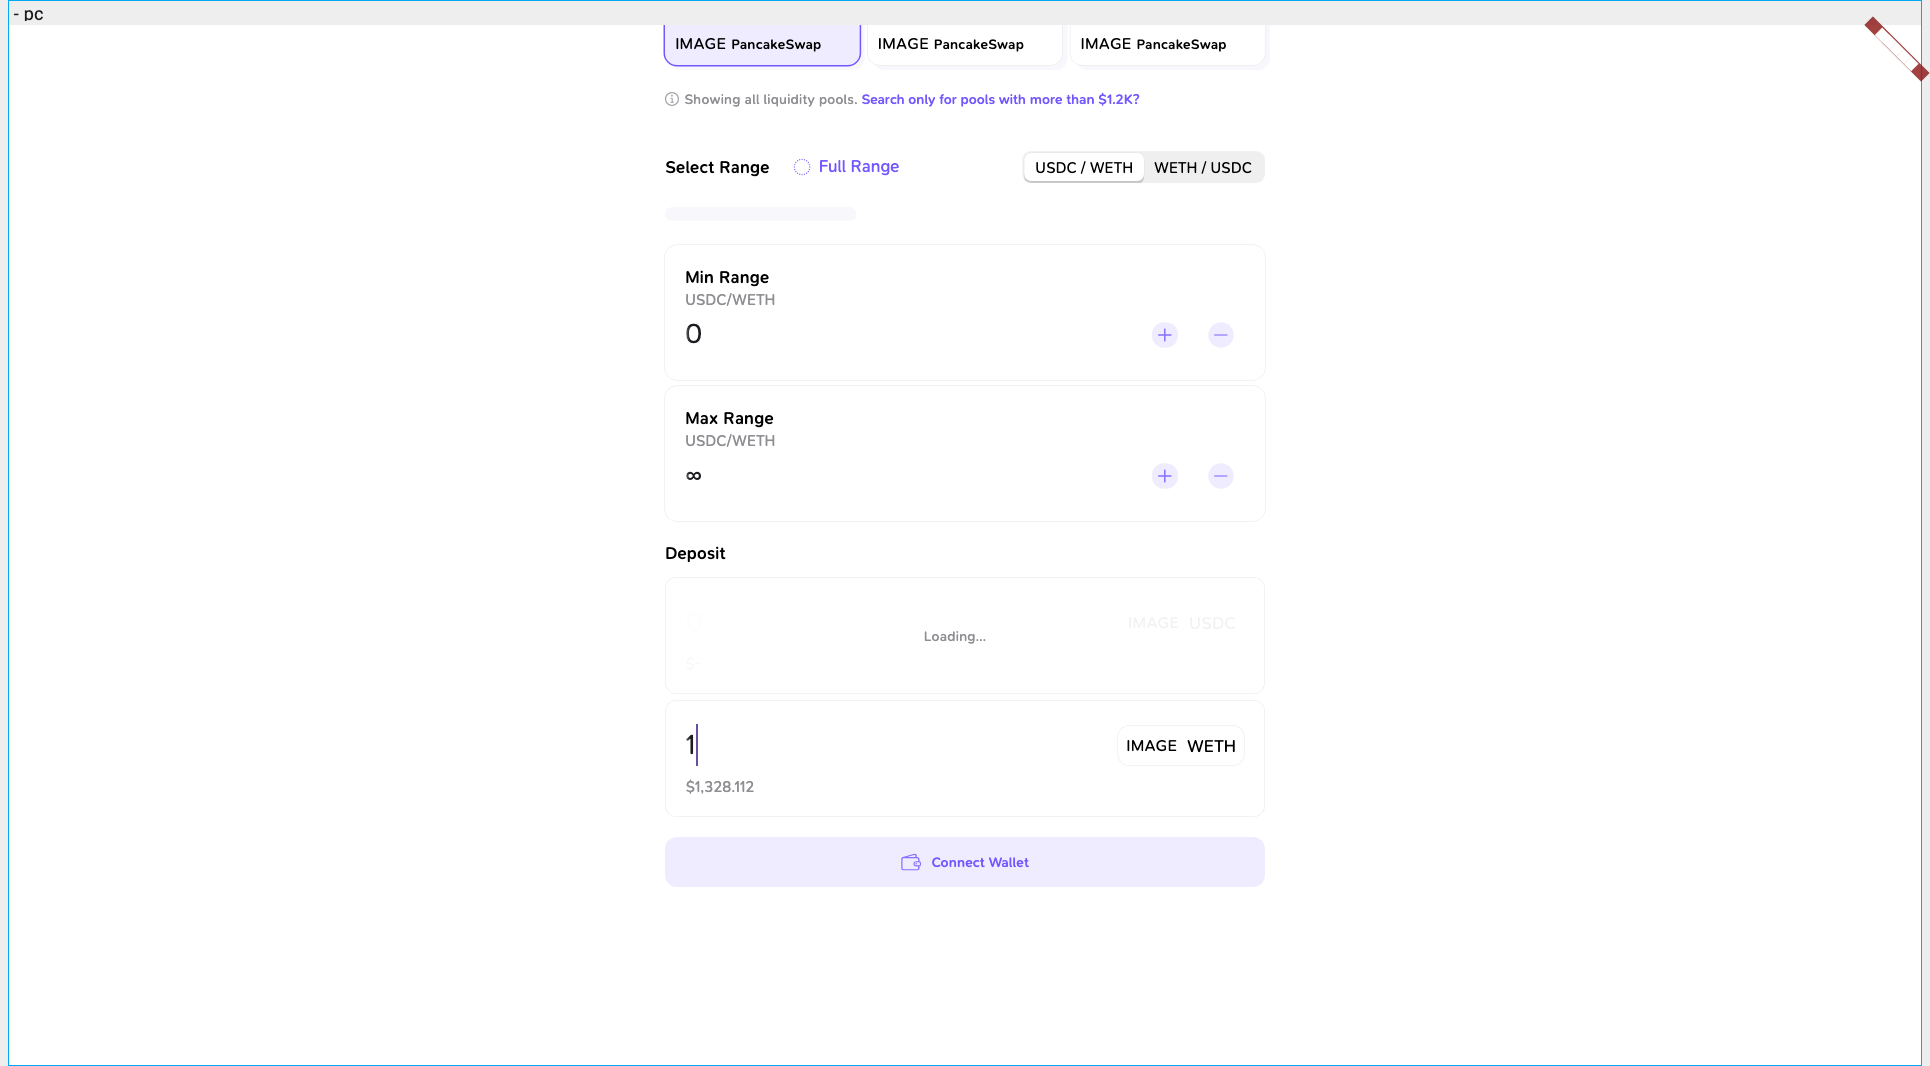 - pc
IMAGE PancakeSwap IMAGE PancakeSwap IMAGE PancakeSwap
Showing all liquidity pools. Search only for pools with more than $1.2K?
Select Range Full Range USDC / WETH WETH / USDC
Min Range
USDC/WETH
0
Max Range
USDC/WETH
∞
Deposit
0 IMAGE USDC
Loading...
$-
1 IMAGE WETH
$1,328.112
Connect Wallet